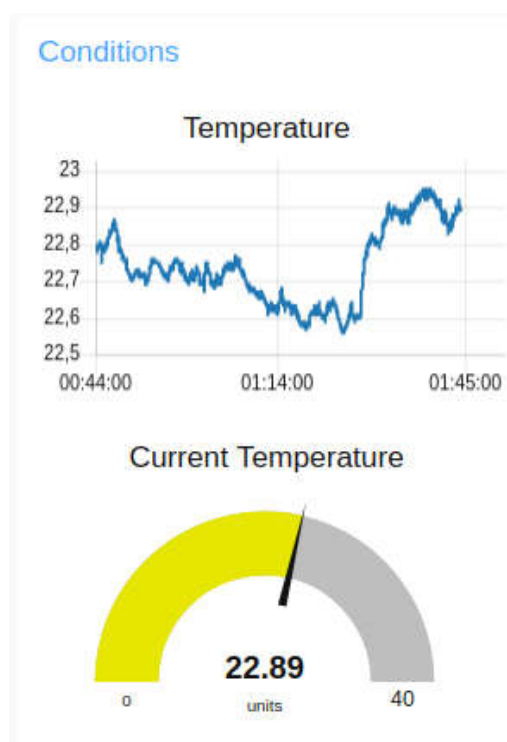 Conditions
Temperature
23
22,9
22,8
22,7
22,6
22,5
00:44:00 01:14:00 01:45:00
Current Temperature
22.89
0 units 40